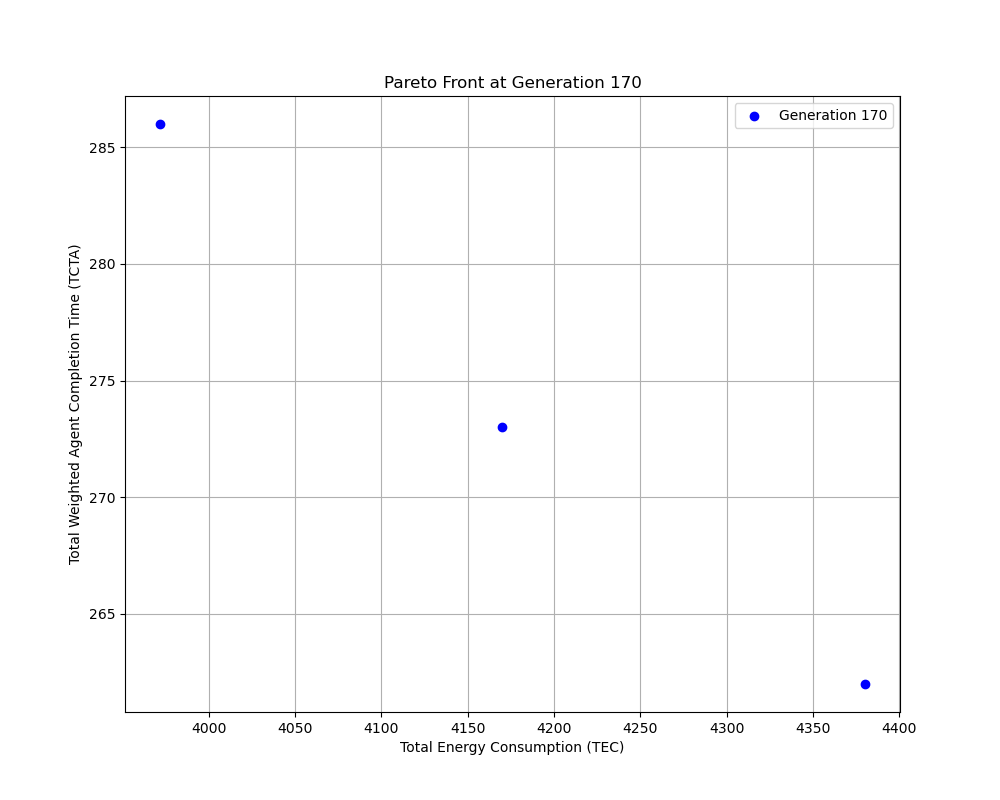 Pareto Front at Generation 170
Generation 170
285
280
275
270
265
Total Weighted Agent Completion Time (TCTA)
4000 4050 4100 4150 4200 4250 4300 4350 4400
Total Energy Consumption (TEC)